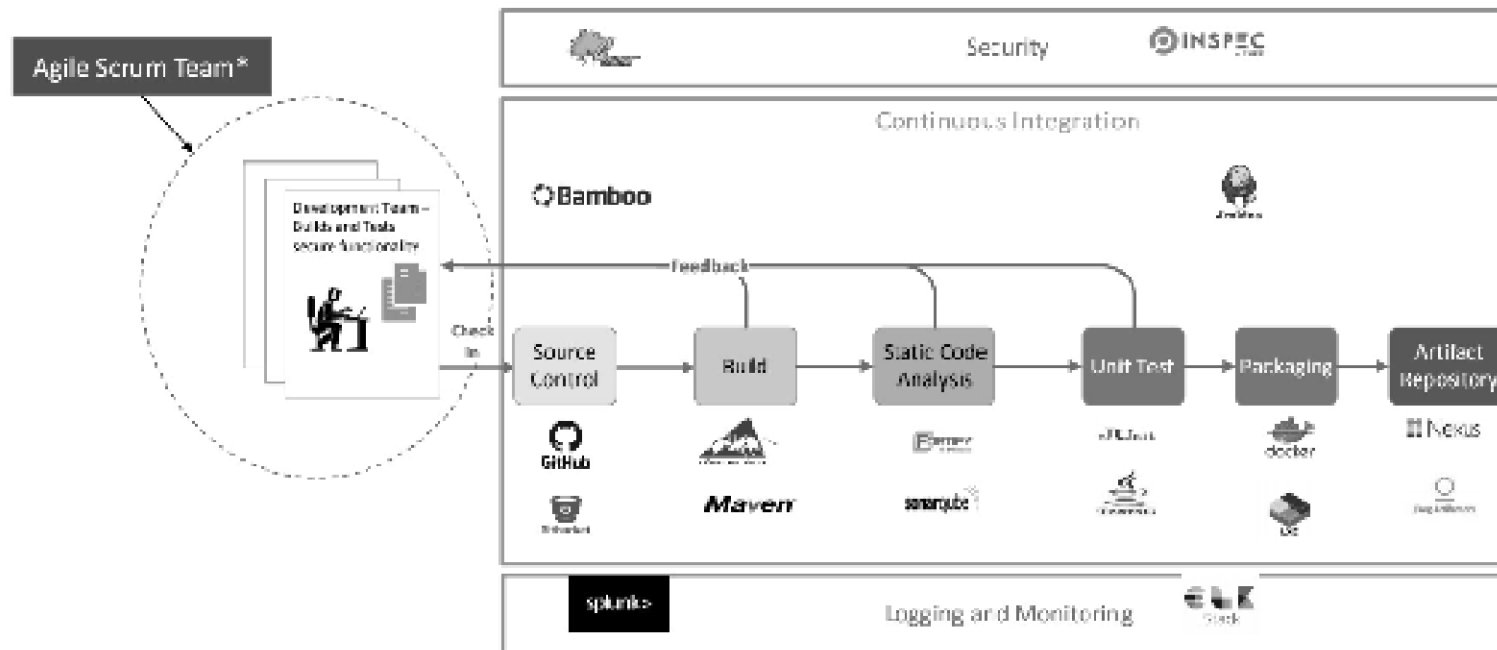 Security
INSPEC
Agile Scrum Team*
Continuous Integration
Bamboo
Development Team –
Builds and Tests
secure functionality
Feedback
Check
In
Source
Control
Build
Static Code
Analysis
Unit Test
Packaging
Artifact
Repository
GitHub
docker
Nexus
Maven
sonarqube
splunk>
Logging and Monitoring
Stack